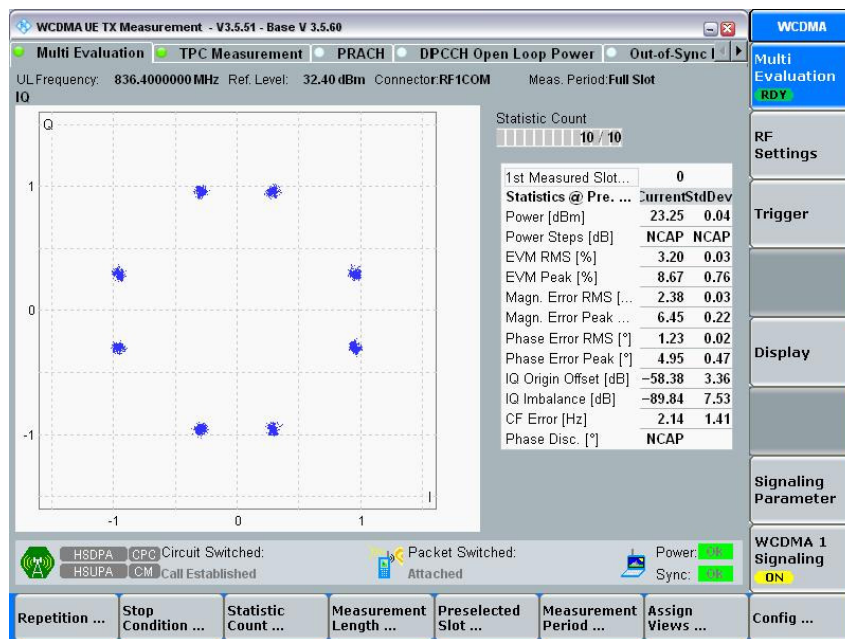 WCDMA UE TX Measurement - V3.5.51 - Base V 3.5.60
WCDMA
Multi Evaluation TPC Measurement PRACH DPCCH Open Loop Power Out-of-Sync
UL Frequency: 836.4000000 MHz Ref. Level: 32.40 dBm Connector:RF1COM Meas. Period:Full Slot
IQ
Q
1
0
-1
I
-1 0 1
Statistic Count
10 / 10
1st Measured Slot... 0
Statistics @ Pre. ... Current StdDev
Power [dBm] 23.25 0.04
Power Steps [dB] NCAP NCAP
EVM RMS [%] 3.20 0.03
EVM Peak [%] 8.67 0.76
Magn. Error RMS [... 2.38 0.03
Magn. Error Peak ... 6.45 0.22
Phase Error RMS [°] 1.23 0.02
Phase Error Peak [°] 4.95 0.47
IQ Origin Offset [dB] -58.38 3.36
IQ Imbalance [dB] -89.84 7.53
CF Error [Hz] 2.14 1.41
Phase Disc. [°] NCAP
Multi
Evaluation
RDY
RF
Settings
Trigger
Display
Signaling
Parameter
WCDMA 1
Signaling
ON
HSDPA CPC Circuit Switched: Packet Switched: Power: OK
HSUPA CM Call Established Attached Sync: OK
Repetition ...
Stop
Condition ...
Statistic
Count ...
Measurement
Length ...
Preselected
Slot ...
Measurement
Period ...
Assign
Views ...
Config ...